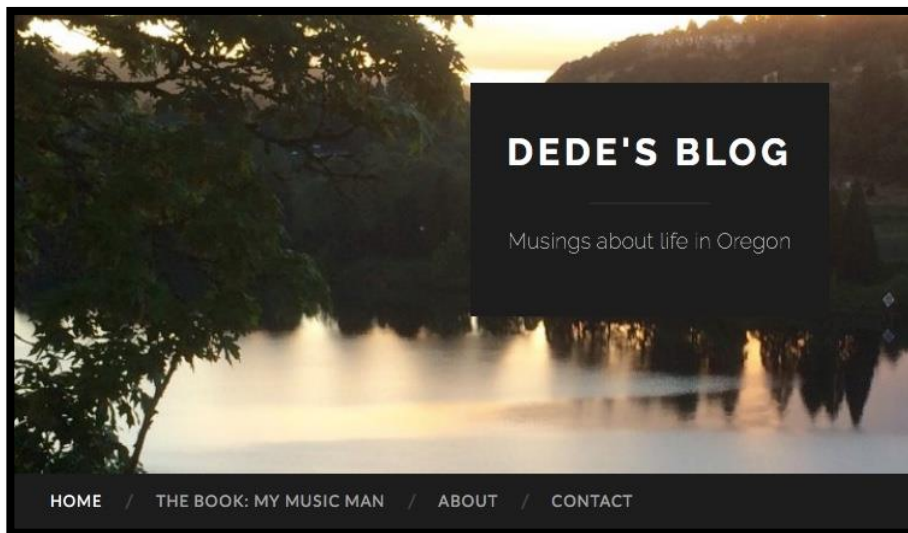 DEDE'S BLOG
Musings about life in Oregon
HOME / THE BOOK: MY MUSIC MAN / ABOUT / CONTACT